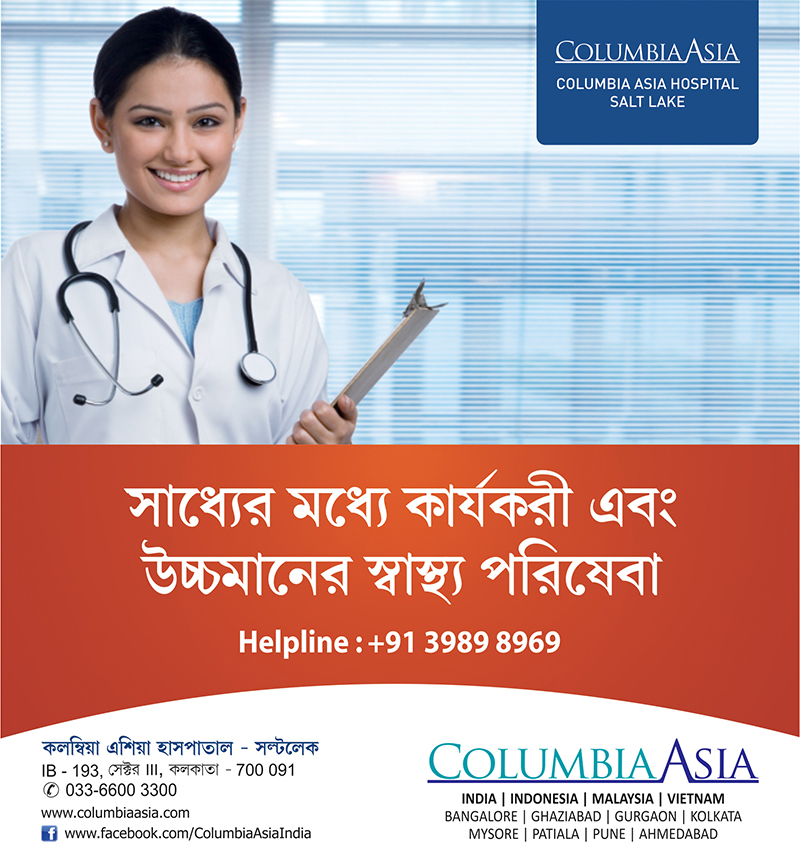 COLUMBIA ASIA
COLUMBIA ASIA HOSPITAL
SALT LAKE
সাধ্যের মধ্যে কার্যকরী এবং
উচ্চমানের স্বাস্থ্য পরিষেবা
Helpline : +91 3989 8969
কলম্বিয়া এশিয়া হাসপাতাল - সল্টলেক
IB - 193, সেক্টর III, কলকাতা - 700 091
✆ 033-6600 3300
www.columbiaasia.com
f www.facebook.com/ColumbiaAsiaIndia
COLUMBIA ASIA
INDIA | INDONESIA | MALAYSIA | VIETNAM
BANGALORE | GHAZIABAD | GURGAON | KOLKATA
MYSORE | PATIALA | PUNE | AHMEDABAD